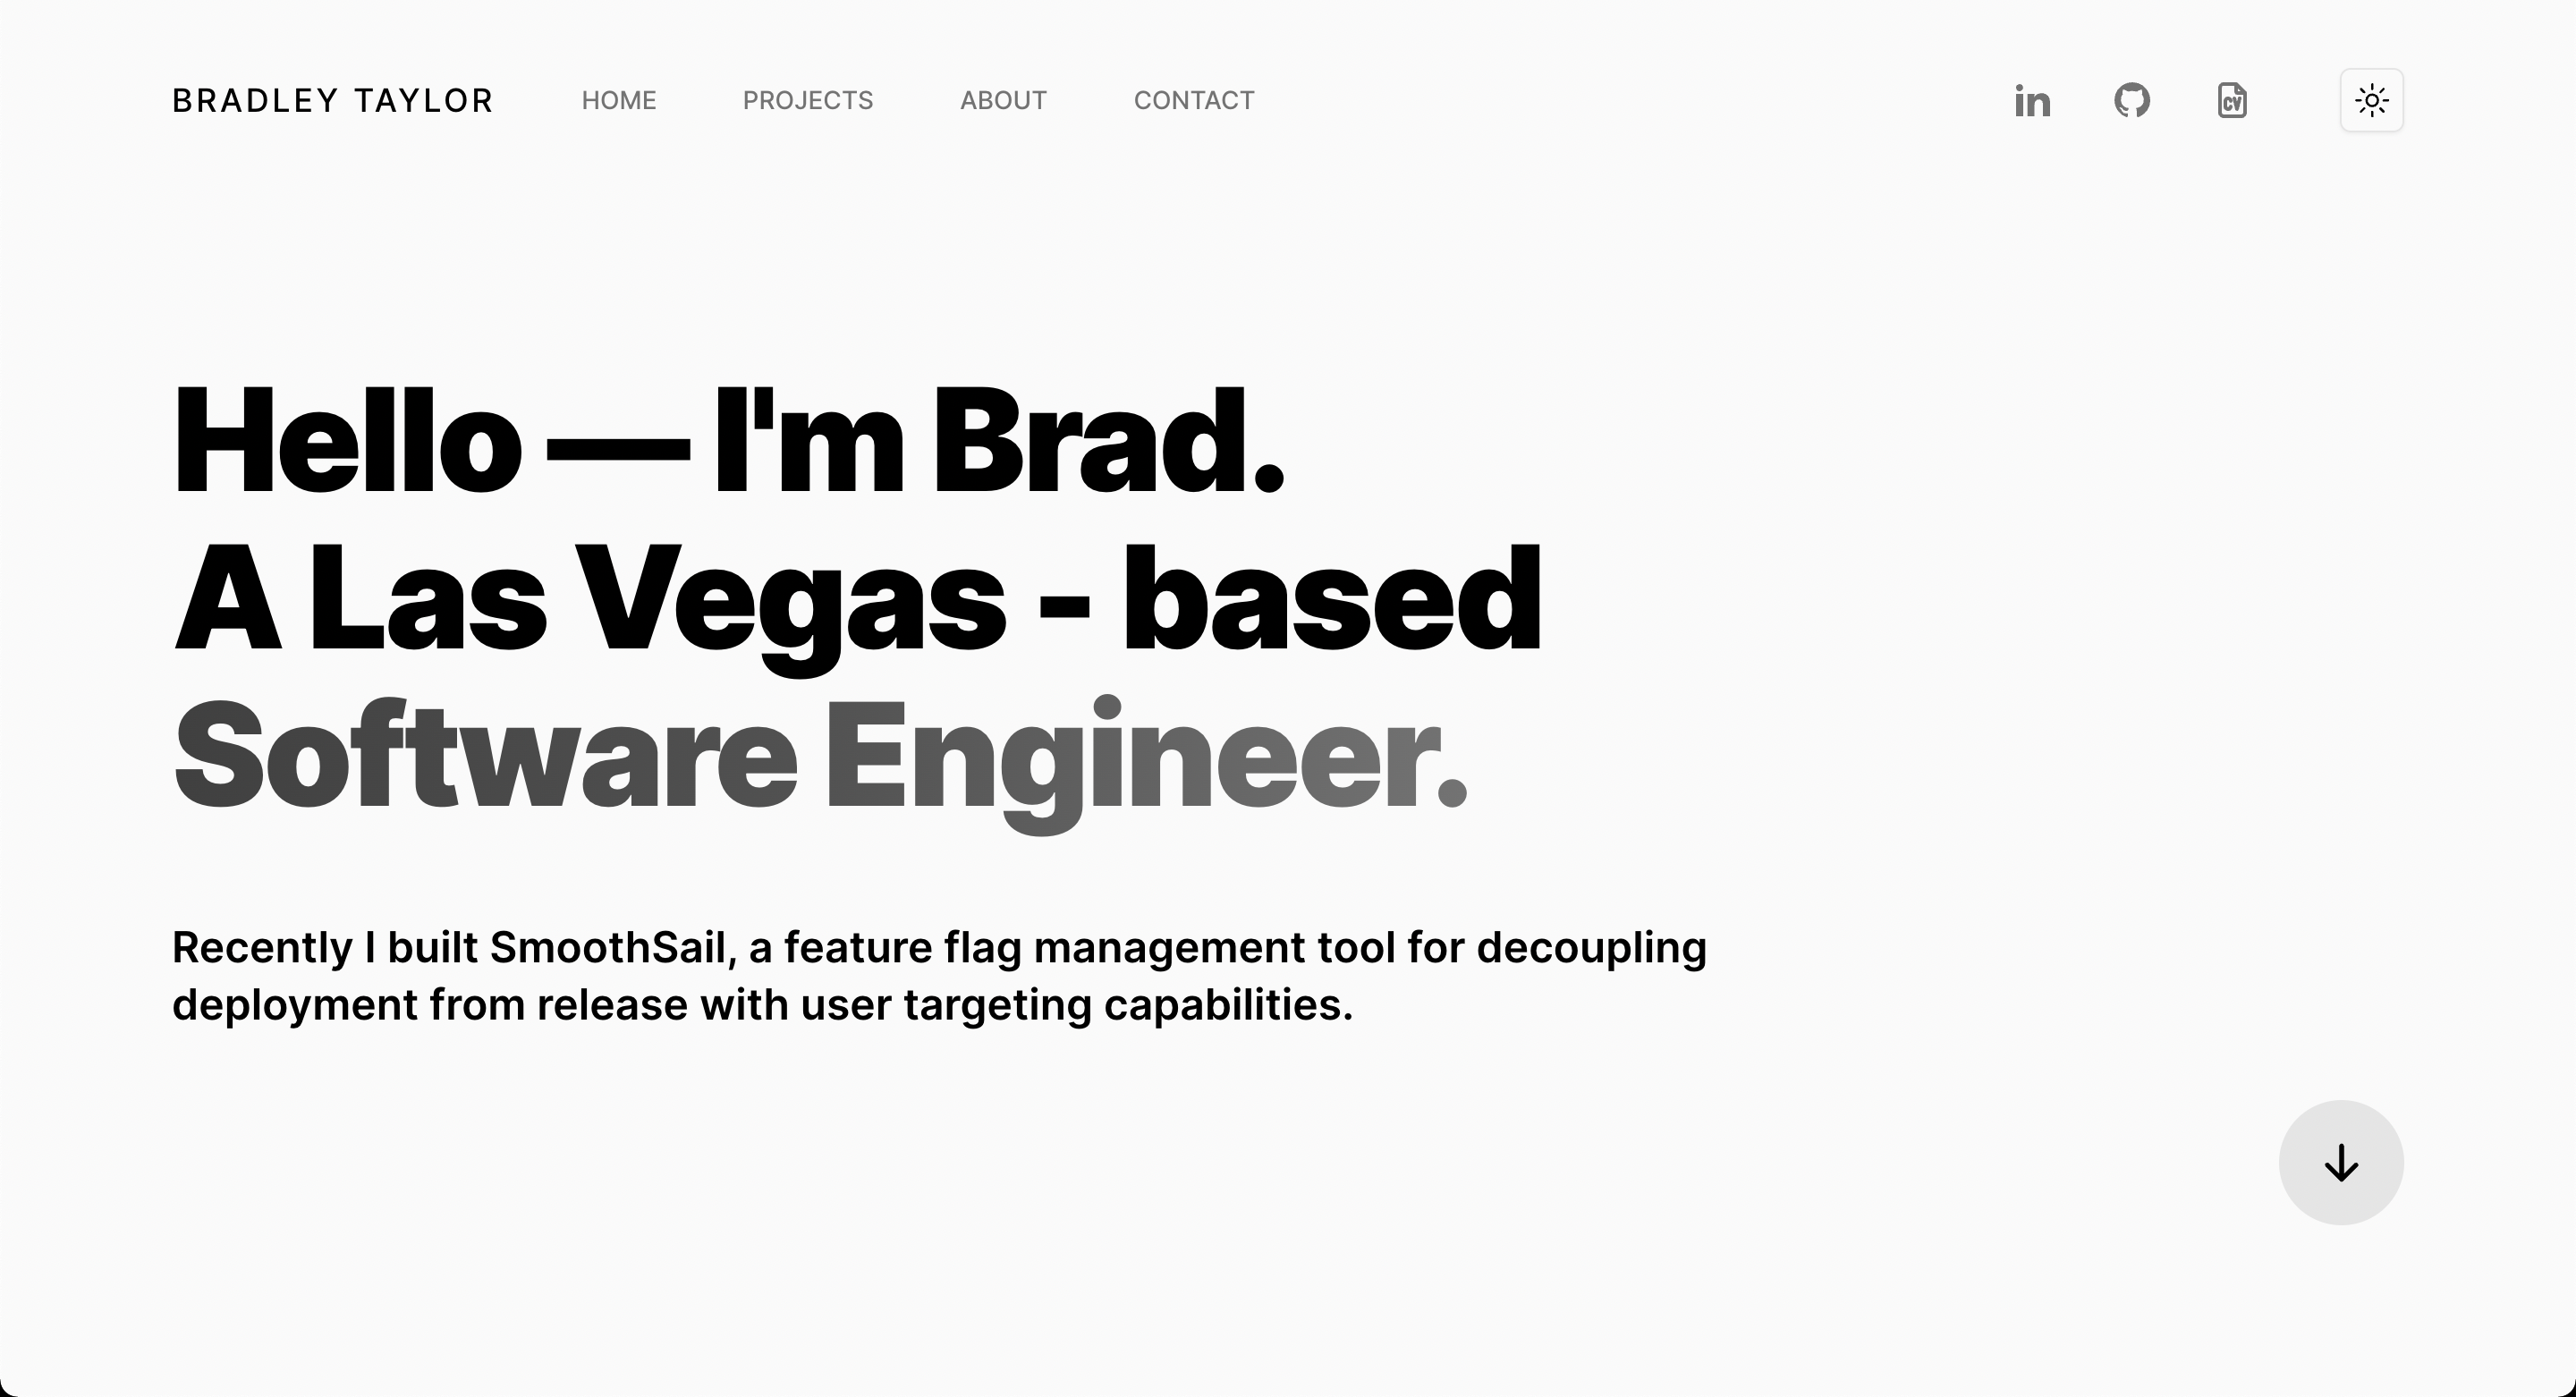 BRADLEY TAYLOR HOME PROJECTS ABOUT CONTACT in CV
Hello — I'm Brad.
A Las Vegas - based
Software Engineer.
Recently I built SmoothSail, a feature flag management tool for decoupling
deployment from release with user targeting capabilities.